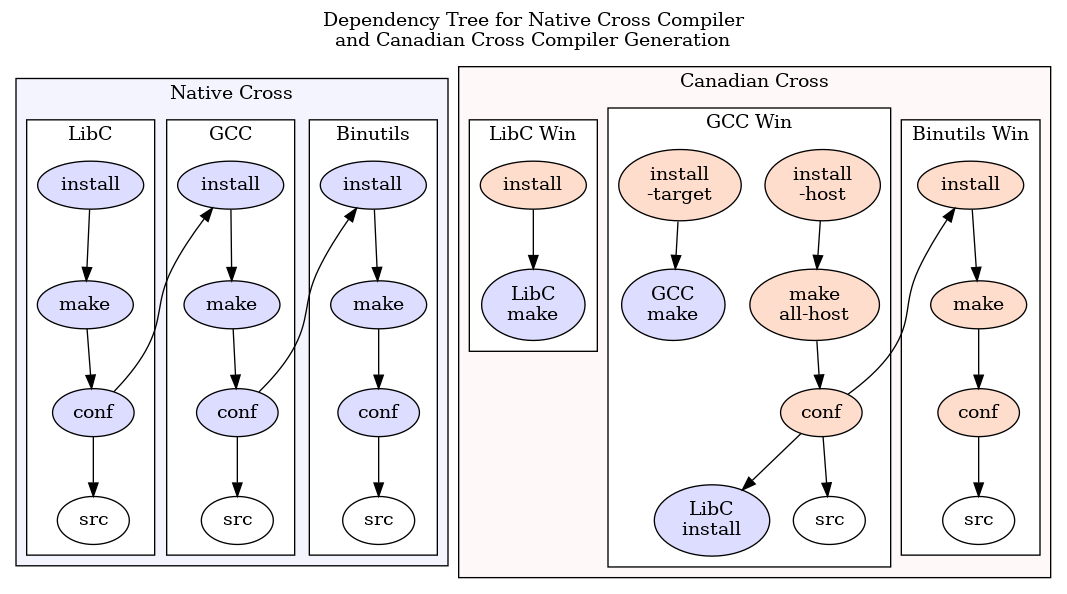 Dependency Tree for Native Cross Compiler
and Canadian Cross Compiler Generation
Native Cross
LibC
install
make
conf
src
GCC
install
make
conf
src
Binutils
install
make
conf
src
Canadian Cross
LibC Win
install
LibC
make
GCC Win
install
-target
GCC
make
install
-host
make
all-host
conf
LibC
install
src
Binutils Win
install
make
conf
src